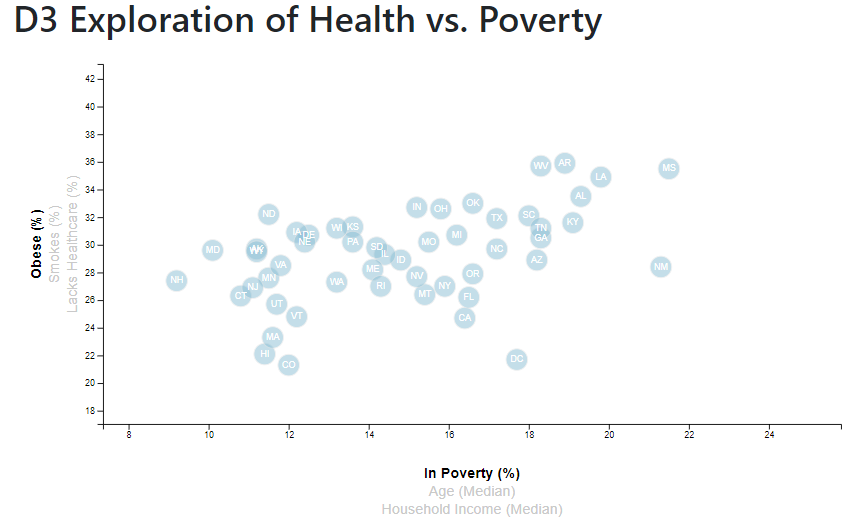 D3 Exploration of Health vs. Poverty
42
40
38
36
34
32
30
28
26
24
22
20
18
Obese (% )
Smokes (%)
Lacks Healthcare (%)
WV
AR
MS
LA
AL
OK
IN
OH
ND
SC
TX
KY
WI
KS
TN
IA
DE
MI
GA
NE
PA
MO
SD
NC
MD
IL
ID
AZ
VA
ME
NM
OR
NV
MN
NH
WA
RI
NJ
NY
CT
MT
FL
UT
VT
CA
MA
HI
DC
CO
8
10
12
14
16
18
20
22
24
In Poverty (%)
Age (Median)
Household Income (Median)